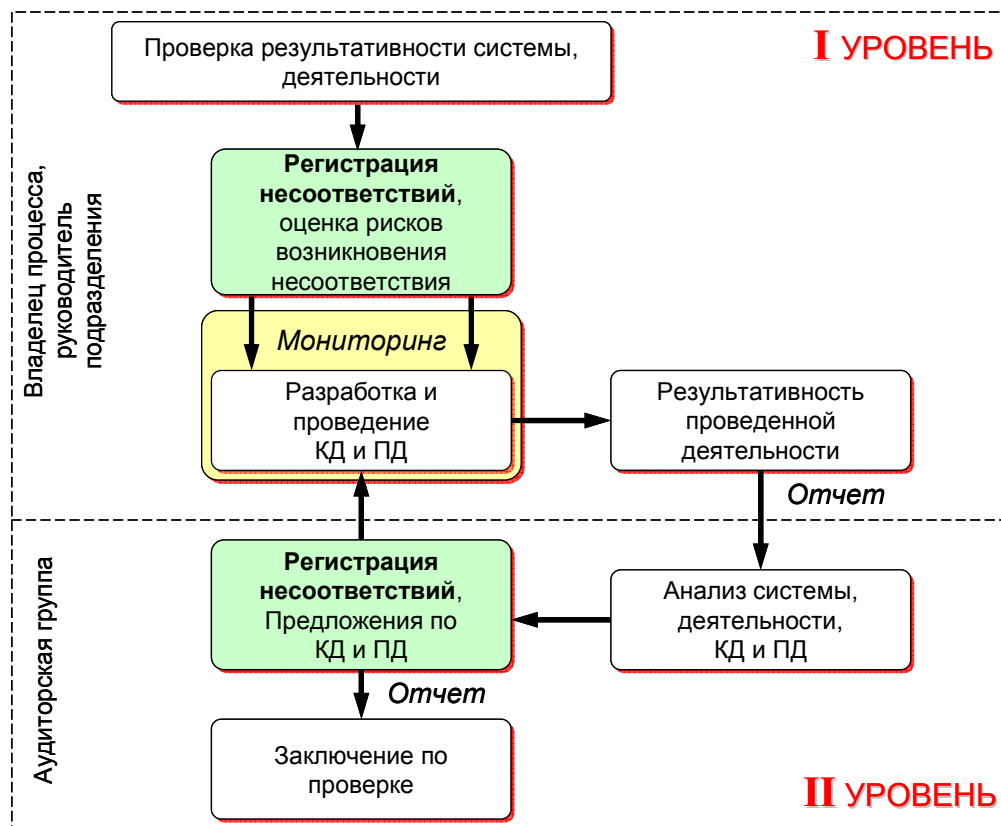 Проверка результативности системы,
деятельности
I УРОВЕНЬ
Владелец процесса,
руководитель
подразделения
Регистрация
несоответствий,
оценка рисков
возникновения
несоответствия
Мониторинг
Разработка и
проведение
КД и ПД
Результативность
проведенной
деятельности
Отчет
Аудиторская группа
Регистрация
несоответствий,
Предложения по
КД и ПД
Анализ системы,
деятельности,
КД и ПД
Отчет
Заключение по
проверке
II УРОВЕНЬ